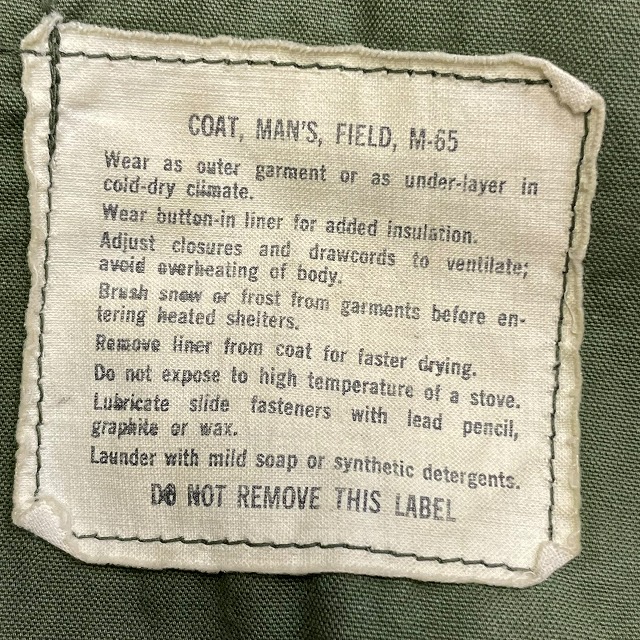 COAT, MAN'S, FIELD, M-65
Wear as outer garment or as under-layer in
cold-dry climate.
Wear button-in liner for added insulation.
Adjust closures and drawcords to ventilate;
avoid overheating of body.
Brush snow or frost from garments before en-
tering heated shelters.
Remove liner from coat for faster drying.
Do not expose to high temperature of a stove.
Lubricate slide fasteners with lead pencil,
graphite or wax.
Launder with mild soap or synthetic detergents.
DO NOT REMOVE THIS LABEL